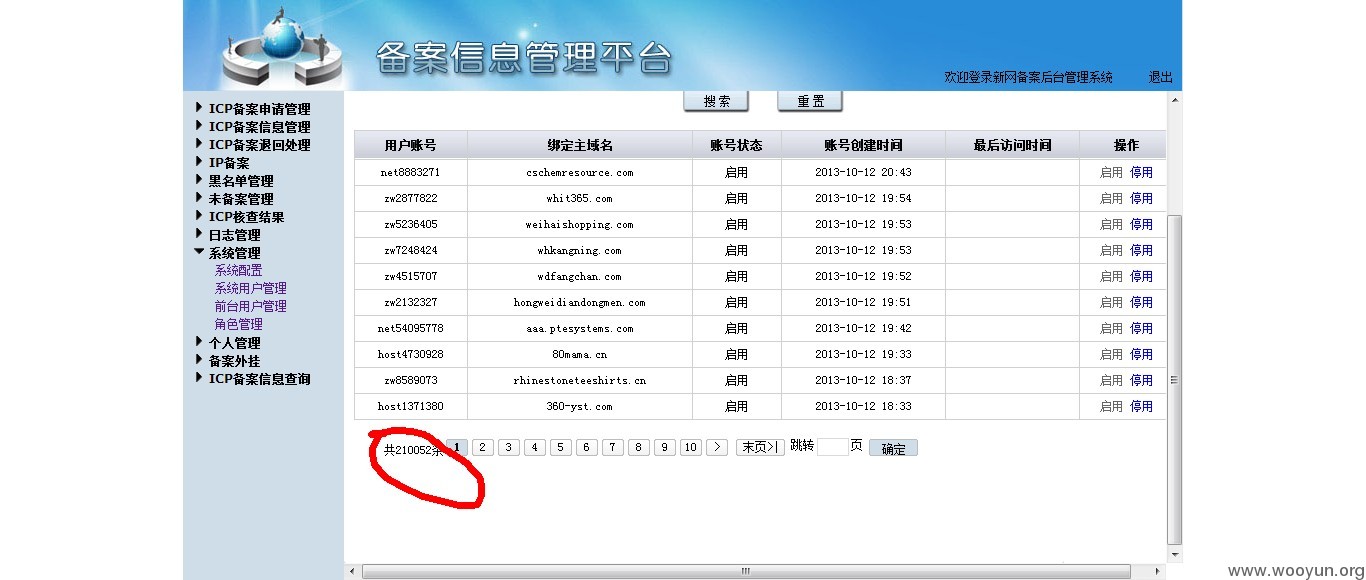 备案信息管理平台
欢迎登录新网备案后台管理系统 退出
ICP备案申请管理
ICP备案信息管理
ICP备案退回处理
IP备案
黑名单管理
未备案管理
ICP核查结果
日志管理
系统管理
系统配置
系统用户管理
前台用户管理
角色管理
个人管理
备案外挂
ICP备案信息查询
搜索 重置
用户账号 绑定主域名 账号状态 账号创建时间 最后访问时间 操作
net8883271 cschemresource.com 启用 2013-10-12 20:43 启用 停用
zw2877822 whit365.com 启用 2013-10-12 19:54 启用 停用
zw5236405 weihaishopping.com 启用 2013-10-12 19:53 启用 停用
zw7248424 whkangning.com 启用 2013-10-12 19:53 启用 停用
zw4515707 wdfangchan.com 启用 2013-10-12 19:52 启用 停用
zw2132327 hongweidiandongmen.com 启用 2013-10-12 19:51 启用 停用
net54095778 aaa.ptesystems.com 启用 2013-10-12 19:42 启用 停用
host4730928 80mama.cn 启用 2013-10-12 19:33 启用 停用
zw8589073 rhinestoneteeshirts.cn 启用 2013-10-12 18:37 启用 停用
host1371380 360-yst.com 启用 2013-10-12 18:33 启用 停用
共210052条 1 2 3 4 5 6 7 8 9 10 > 末页>| 跳转 页 确定
www.wooyun.org